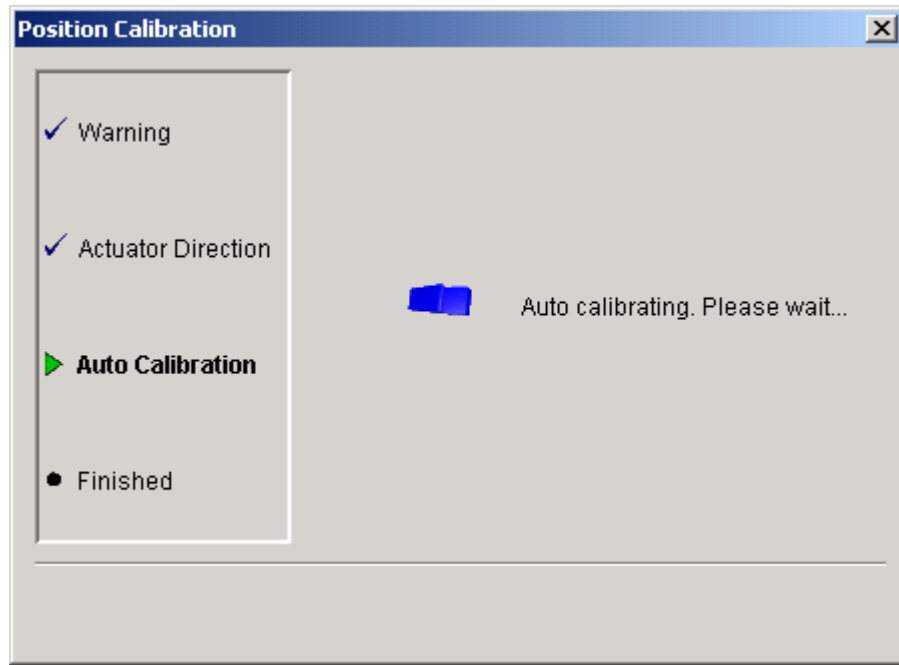 Position Calibration
Warning
Actuator Direction
Auto calibrating. Please wait...
Auto Calibration
Finished